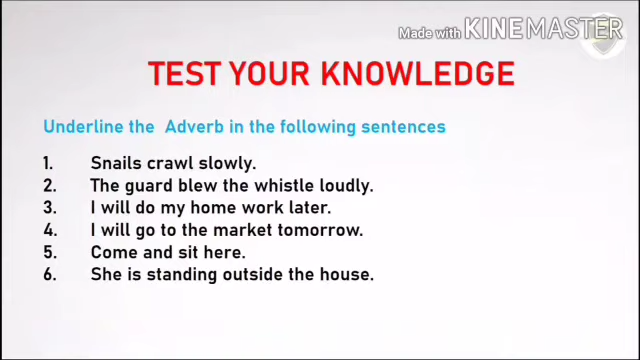 Made with KINEMASTER
TEST YOUR KNOWLEDGE
Underline the Adverb in the following sentences
1. Snails crawl slowly.
2. The guard blew the whistle loudly.
3. I will do my home work later.
4. I will go to the market tomorrow.
5. Come and sit here.
6. She is standing outside the house.